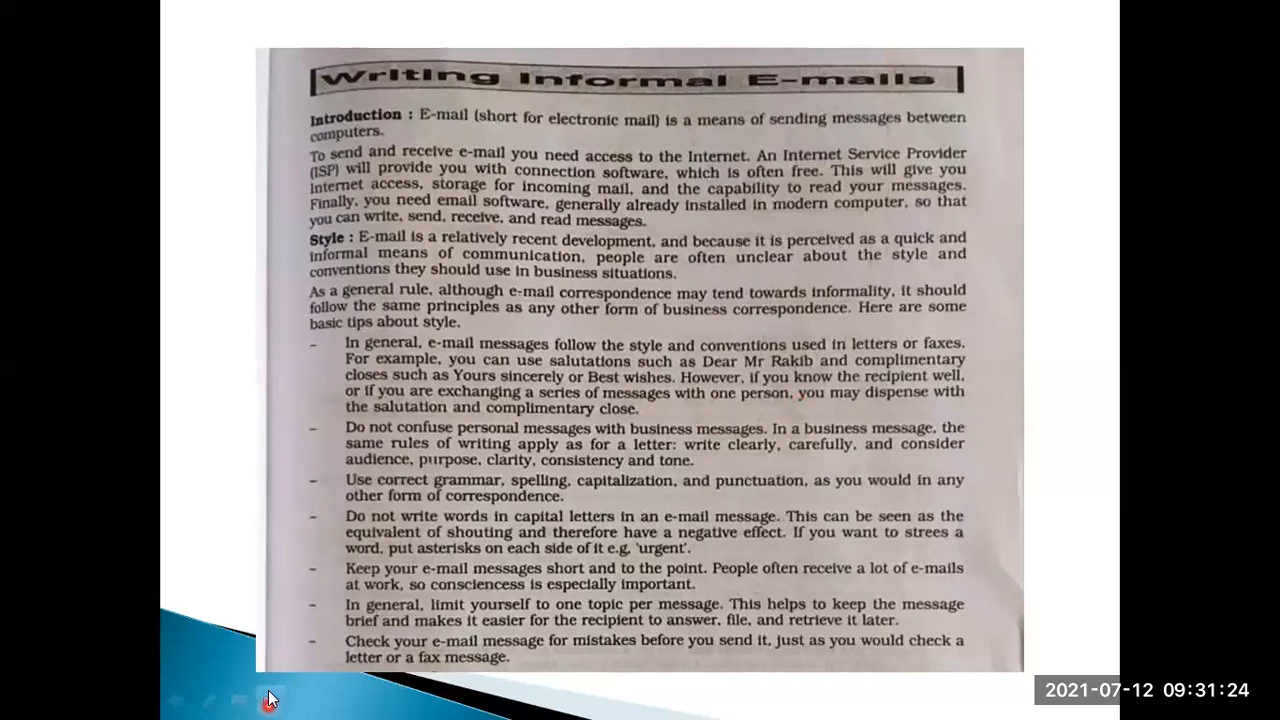 Writing Informal E-mails
Introduction : E-mail (short for electronic mail) is a means of sending messages between
computers.
To send and receive e-mail you need access to the Internet. An Internet Service Provider
(ISP) will provide you with connection software, which is often free. This will give you
Internet access, storage for incoming mail, and the capability to read your messages.
Finally, you need email software, generally already installed in modern computer, so that
you can write, send, receive, and read messages.
Style : E-mail is a relatively recent development, and because it is perceived as a quick and
informal means of communication, people are often unclear about the style and
conventions they should use in business situations.
As a general rule, although e-mail correspondence may tend towards informality, it should
follow the same principles as any other form of business correspondence. Here are some
basic tips about style.
- In general, e-mail messages follow the style and conventions used in letters or faxes.
For example, you can use salutations such as Dear Mr Rakib and complimentary
closes such as Yours sincerely or Best wishes. However, if you know the recipient well,
or if you are exchanging a series of messages with one person, you may dispense with
the salutation and complimentary close.
- Do not confuse personal messages with business messages. In a business message, the
same rules of writing apply as for a letter: write clearly, carefully, and consider
audience, purpose, clarity, consistency and tone.
- Use correct grammar, spelling, capitalization, and punctuation, as you would in any
other form of correspondence.
- Do not write words in capital letters in an e-mail message. This can be seen as the
equivalent of shouting and therefore have a negative effect. If you want to strees a
word, put asterisks on each side of it e.g, 'urgent'.
- Keep your e-mail messages short and to the point. People often receive a lot of e-mails
at work, so consciencess is especially important.
- In general, limit yourself to one topic per message. This helps to keep the message
brief and makes it easier for the recipient to answer, file, and retrieve it later.
- Check your e-mail message for mistakes before you send it, just as you would check a
letter or a fax message.
2021-07-12 09:31:24